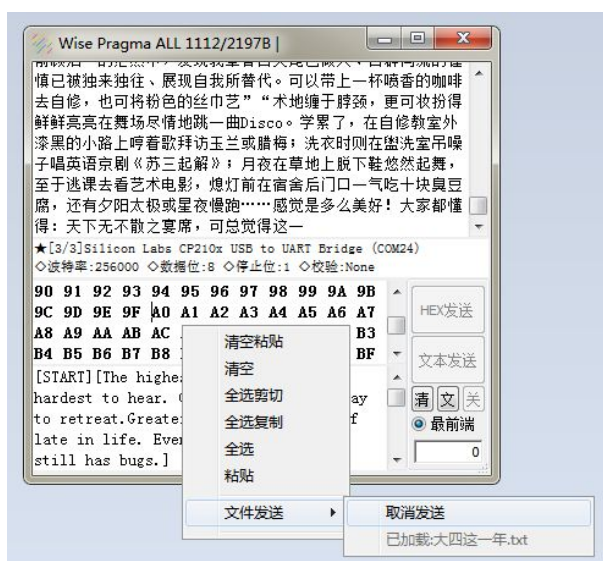 Wise Pragma ALL 1112/2197B |
慎已被独来独往、展现自我所替代。可以带上一杯喷香的咖啡
去自修，也可将粉色的丝巾艺”“术地缠于脖颈，更可妆扮得
鲜鲜亮亮在舞场尽情地跳一曲Disco。学累了，在自修教室外
漆黑的小路上哼着歌拜访玉兰或腊梅；洗衣时则在盥洗室吊嗓
子唱英语京剧《苏三起解》；月夜在草地上脱下鞋悠然起舞，
至于逃课去看艺术电影，熄灯前在宿舍后门口一气吃十块臭豆
腐，还有夕阳太极或星夜慢跑……感觉是多么美好！大家都懂
得：天下无不散之宴席，可总觉得这一
★[3/3]Silicon Labs CP210x USB to UART Bridge (COM24)
◇波特率:256000 ◇数据位:8 ◇停止位:1 ◇校验:None
90 91 92 93 94 95 96 97 98 99 9A 9B
9C 9D 9E 9F A0 A1 A2 A3 A4 A5 A6 A7
A8 A9 AA AB AC B3
B4 B5 B6 B7 B8 BF
HEX发送
文本发送
[START][The highe
hardest to hear. ay
to retreat.Greate f
late in life. Eve
still has bugs.]
清 文 关
最前端
0
清空粘贴
清空
全选剪切
全选复制
全选
粘贴
文件发送
取消发送
已加载:大四这一年.txt